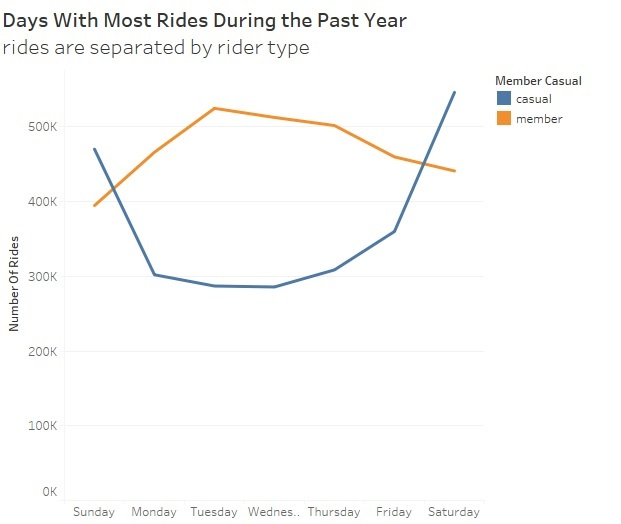 Days With Most Rides During the Past Year
rides are separated by rider type
Member Casual
casual
member
Number Of Rides
500K
400K
300K
200K
100K
0K
Sunday Monday Tuesday Wednes.. Thursday Friday Saturday